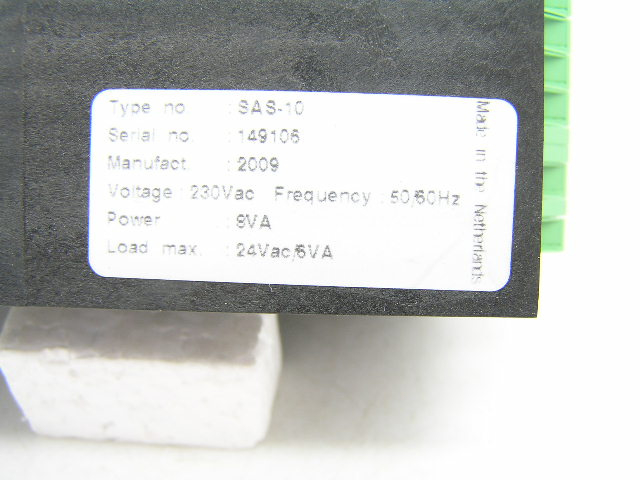 Type no : SAS-10
Serial no. : 149106
Manufact. : 2009
Voltage : 230Vac Frequency : 50/60Hz
Power : 8VA
Load max. : 24Vac/6VA
Made in the Netherlands